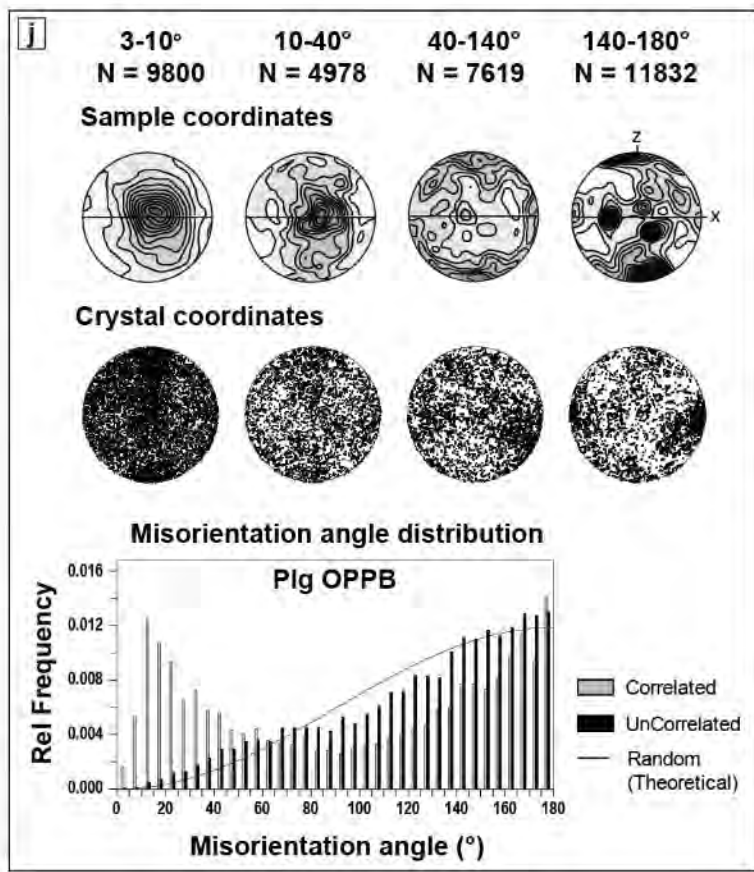 j
3-10° 10-40° 40-140° 140-180°
N = 9800 N = 4978 N = 7619 N = 11832
Sample coordinates
z
x
Crystal coordinates
Misorientation angle distribution
Plg OPPB
0.016
0.012
0.008
0.004
0.000
Rel Frequency
0 20 40 60 80 100 120 140 160 180
Misorientation angle (°)
Correlated
UnCorrelated
Random
(Theoretical)